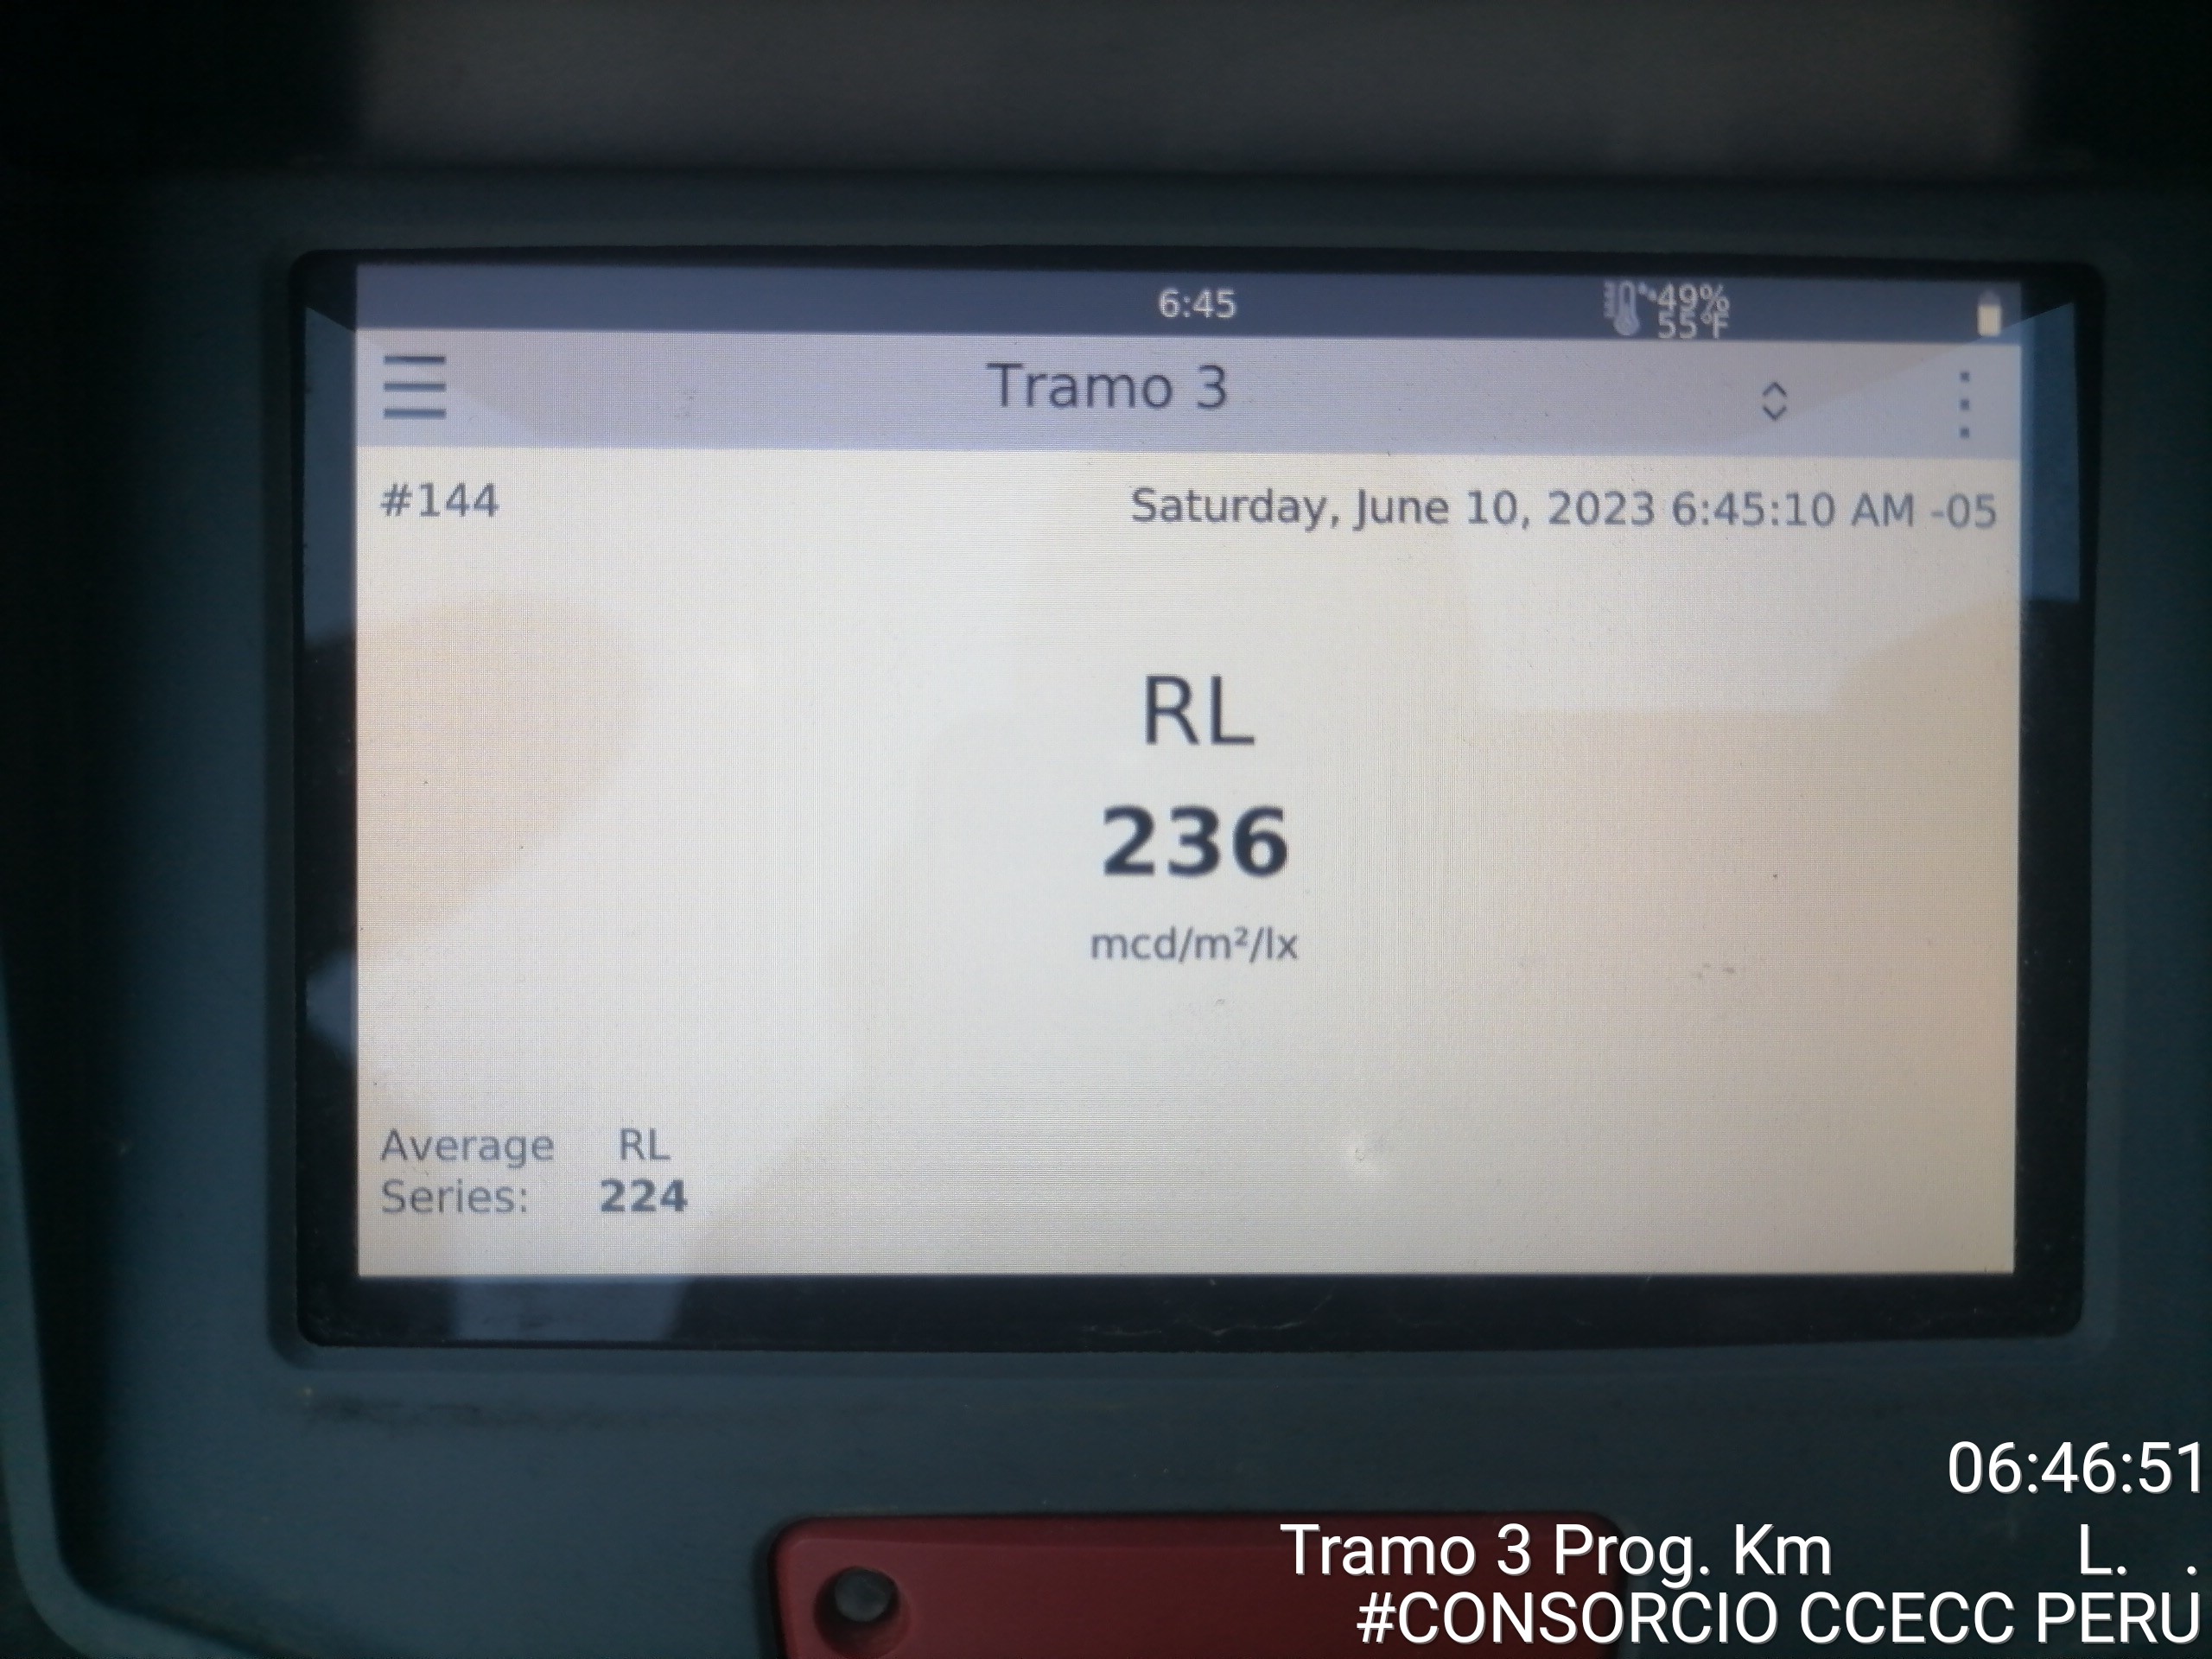 6:45
49%
55°F
Tramo 3
#144
Saturday, June 10, 2023 6:45:10 AM -05
RL
236
mcd/m²/lx
Average RL
Series: 224
06:46:51
Tramo 3 Prog. Km L. .
#CONSORCIO CCECC PERU